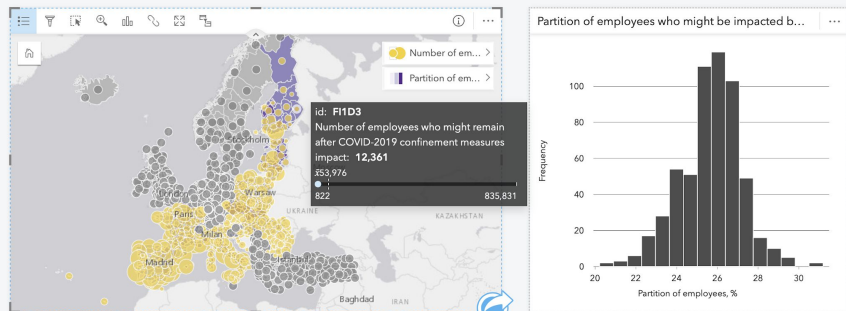 Partition of employees who might be impacted b...
Number of em...
Partition of em...
id: FI1D3
Number of employees who might remain
after COVID-2019 confinement measures
impact: 12,361
x̄53,976
822
835,831
Stockholm
London
Warsaw
Paris
UKRAINE
KAZAKHSTAN
Milan
Madrid
Istanbul
Baghdad
IRAN
Frequency
100
80
60
40
20
0
20
22
24
26
28
30
Partition of employees, %